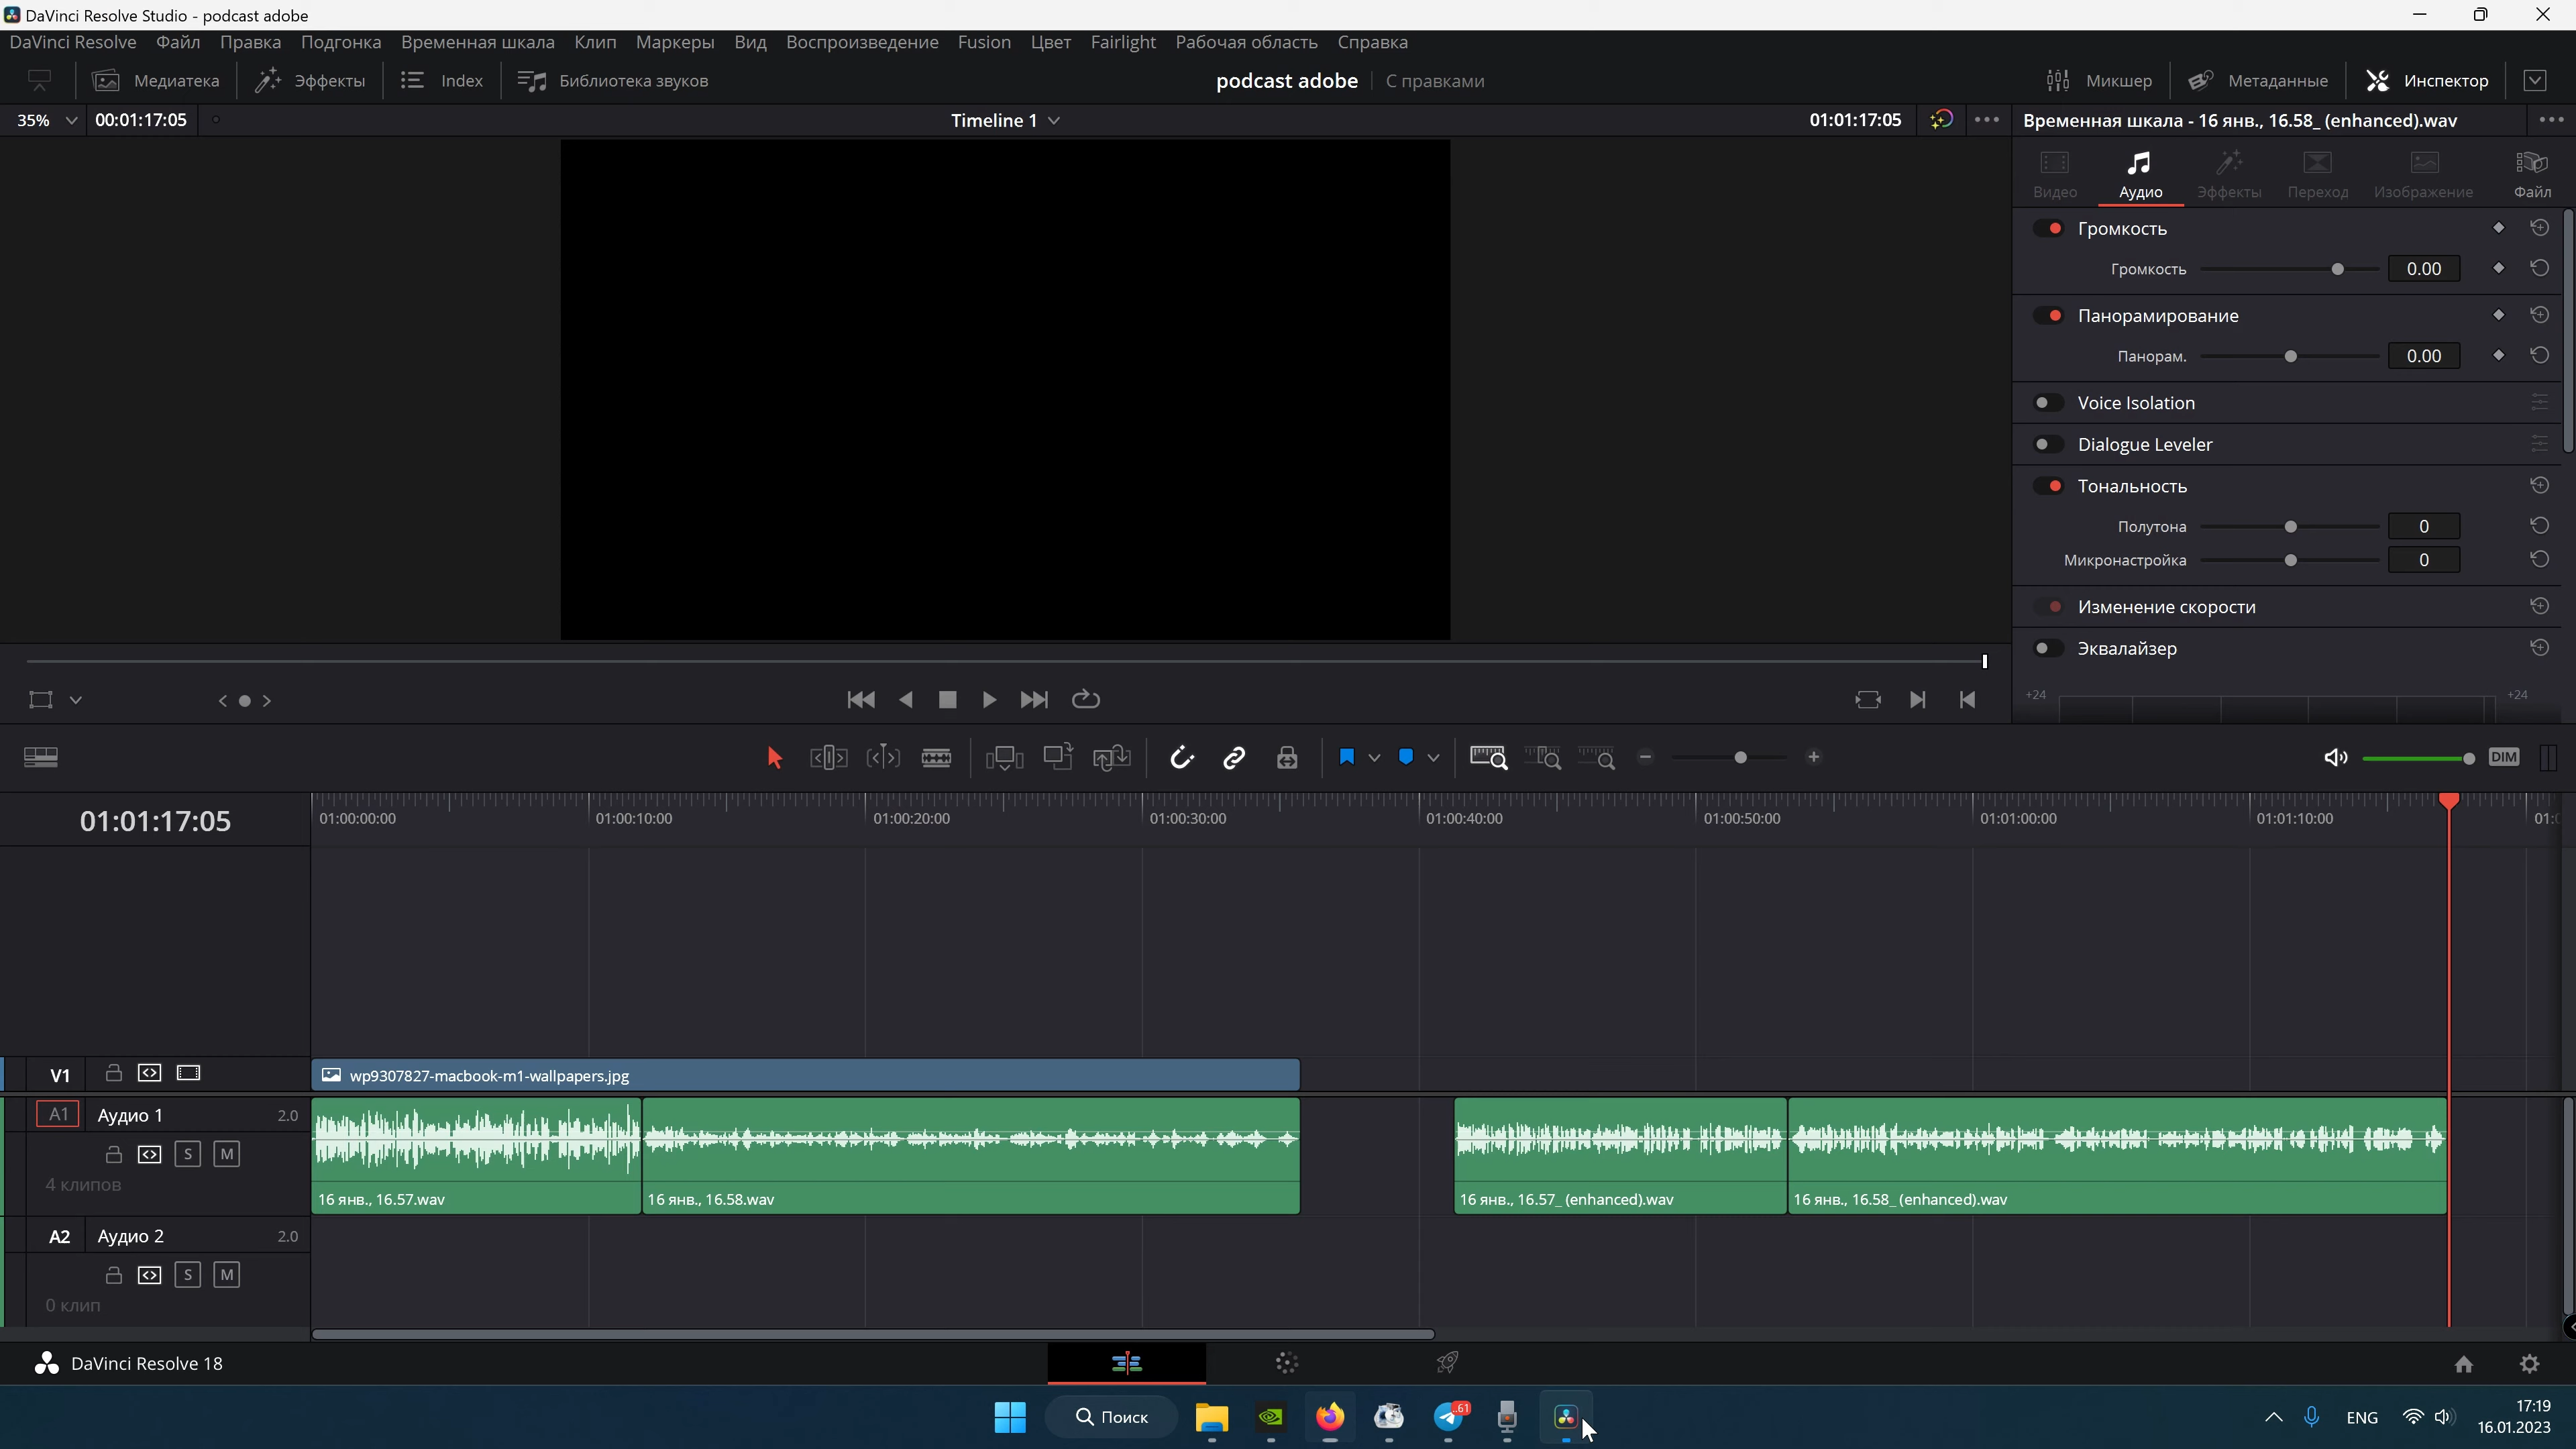 DaVinci Resolve Studio - podcast adobe
DaVinci Resolve Файл Правка Подгонка Временная шкала Клип Маркеры Вид Воспроизведение Fusion Цвет Fairlight Рабочая область Справка
Медиатека Эффекты Index Библиотека звуков podcast adobe С правками Микшер Метаданные Инспектор
35% 00:01:17:05 Timeline 1 01:01:17:05 Временная шкала - 16 янв., 16.58_ (enhanced).wav
Видео Аудио Эффекты Переход Изображение Файл
Громкость
Громкость 0.00
Панорамирование
Панорам. 0.00
Voice Isolation
Dialogue Leveler
Тональность
Полутона 0
Микронастройка 0
Изменение скорости
Эквалайзер
+24 +24
DIM
01:01:17:05
01:00:00:00 01:00:10:00 01:00:20:00 01:00:30:00 01:00:40:00 01:00:50:00 01:01:00:00 01:01:10:00
V1 wp9307827-macbook-m1-wallpapers.jpg
A1 Аудио 1 2.0
S M
4 клипов
16 янв., 16.57.wav 16 янв., 16.58.wav 16 янв., 16.57_ (enhanced).wav 16 янв., 16.58_ (enhanced).wav
A2 Аудио 2 2.0
S M
0 клип
DaVinci Resolve 18
Поиск 61 ENG 17:19
16.01.2023